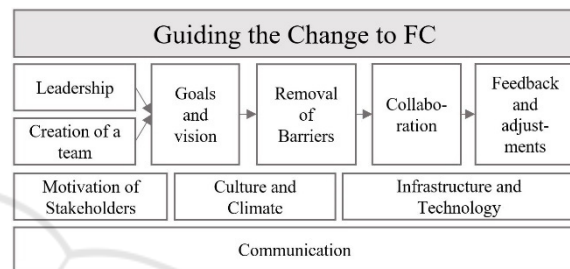 Guiding the Change to FC
Leadership
Creation of a
team
Goals
and
vision
Removal
of
Barriers
Collabo-
ration
Feedback
and
adjust-
ments
Motivation of
Stakeholders
Culture and
Climate
Infrastructure and
Technology
Communication